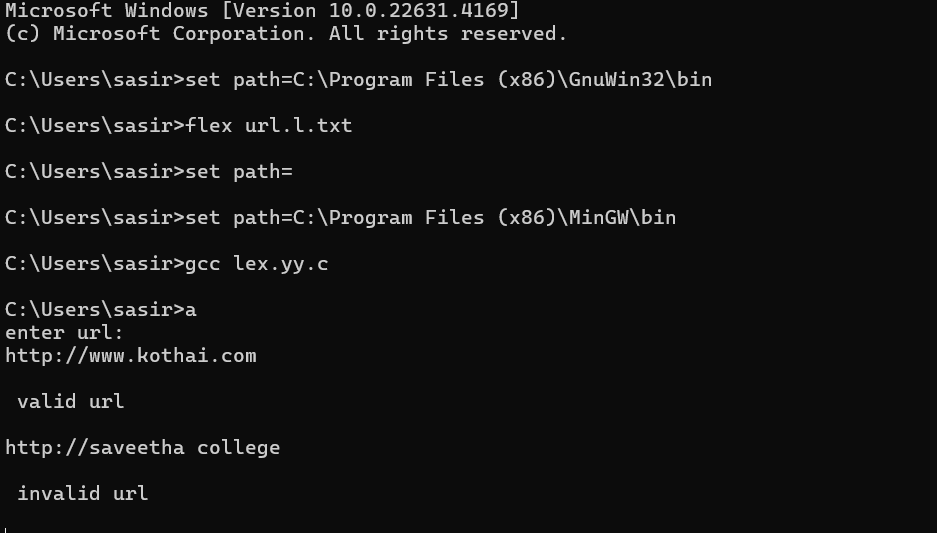 Microsoft Windows [Version 10.0.22631.4169]
(c) Microsoft Corporation. All rights reserved.
C:\Users\sasir>set path=C:\Program Files (x86)\GnuWin32\bin
C:\Users\sasir>flex url.l.txt
C:\Users\sasir>set path=
C:\Users\sasir>set path=C:\Program Files (x86)\MinGW\bin
C:\Users\sasir>gcc lex.yy.c
C:\Users\sasir>a
enter url:
http://www.kothai.com
valid url
http://saveetha college
invalid url